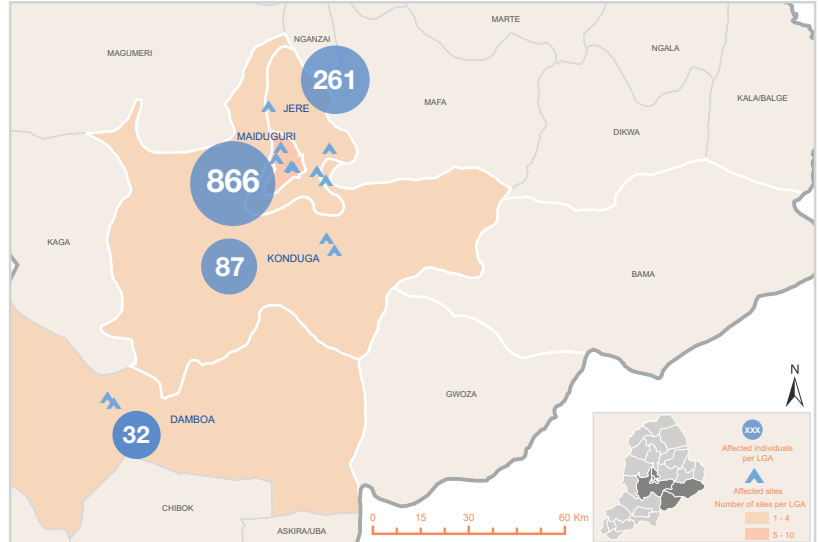 MARTE
NGANZAI
MAGUMERI
NGALA
261
KALA/BALGE
MAFA
JERE
DIKWA
MAIDUGURI
866
KAGA
KONDUGA
87
BAMA
N
GWOZA
DAMBOA
32
xxx
Affected individuals
per LGA
Affected sites
Number of sites per LGA
1 - 4
5 - 10
CHIBOK
0 15 30 60 Km
ASKIRA/UBA